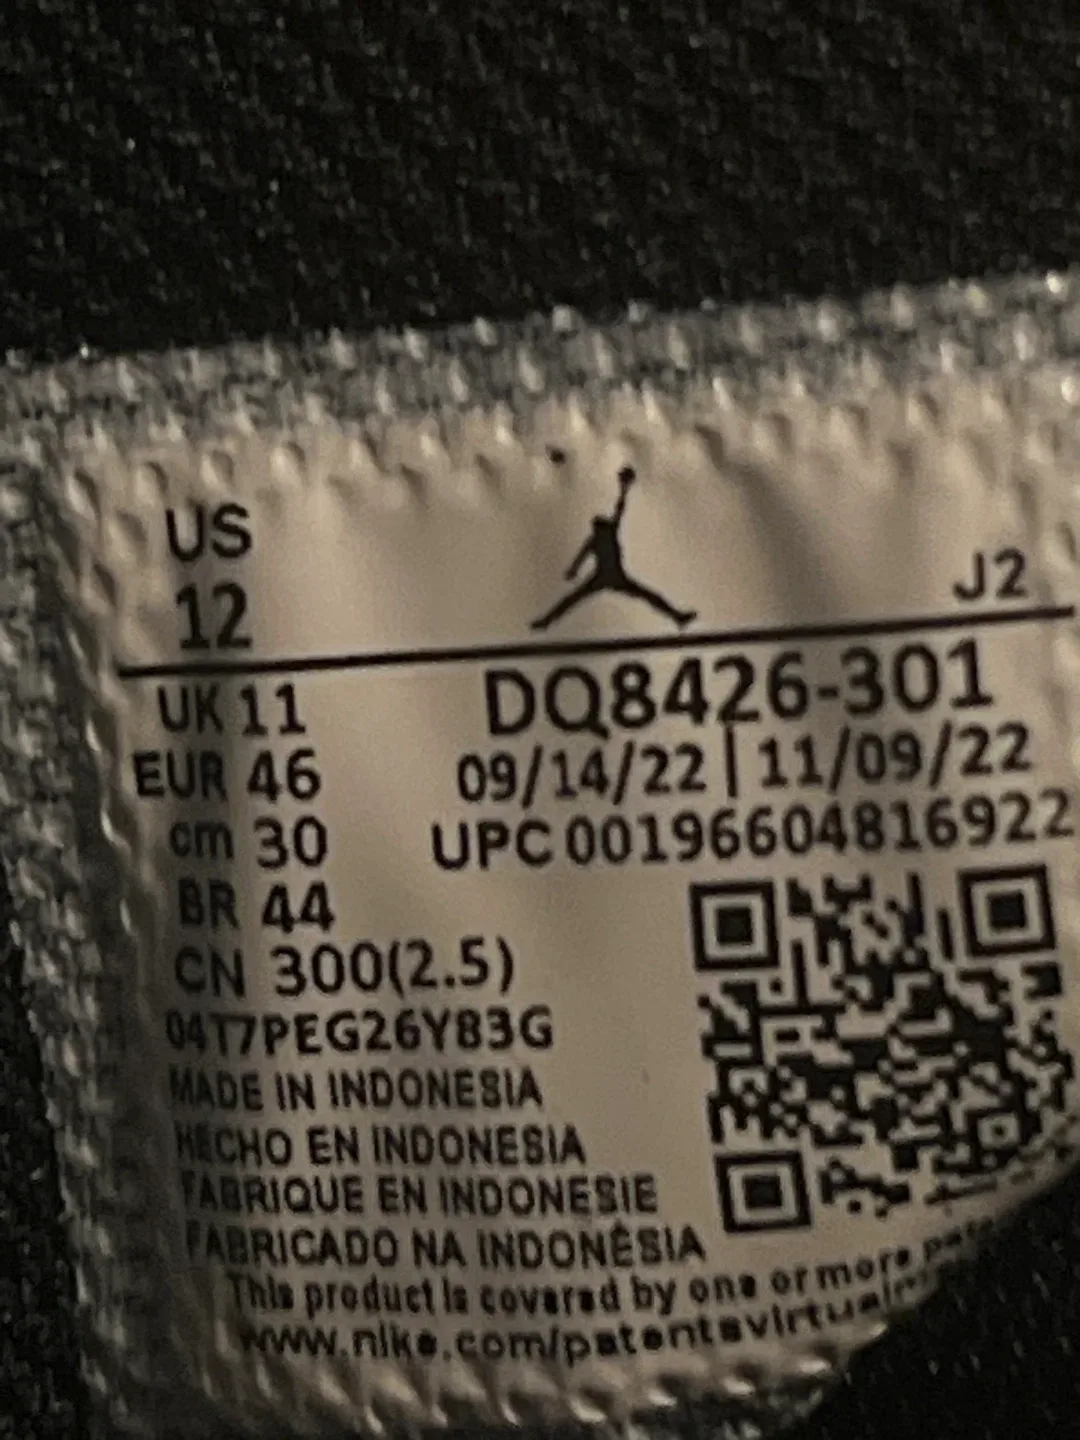 US
12
J2
UK 11
DQ8426-301
EUR 46
09/14/22 | 11/09/22
cm 30
UPC 00196604816922
BR 44
CN 300(2.5)
04T7PEG26Y83G
MADE IN INDONESIA
HECHO EN INDONESIA
FABRIQUE EN INDONESIE
FABRICADO NA INDONÉSIA
This product is covered by one or more
www.nike.com/patents